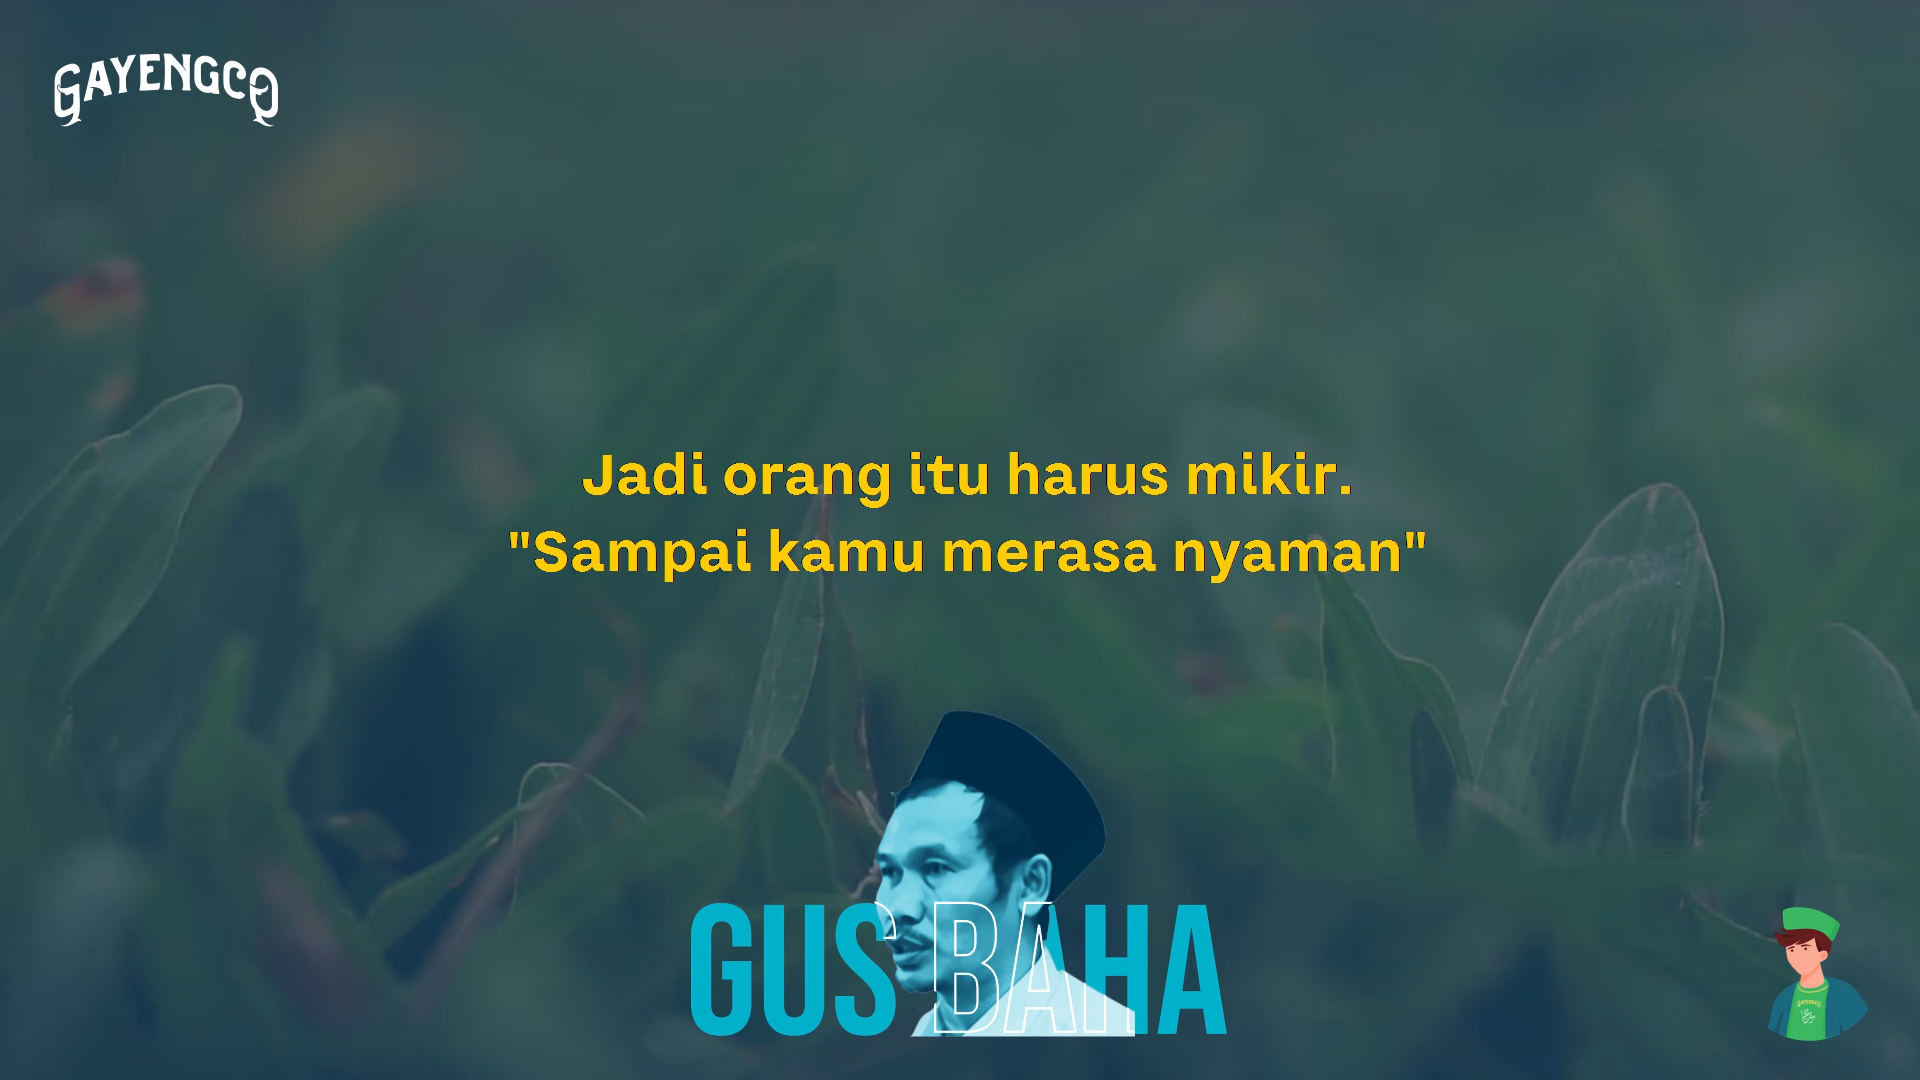 GAYENGCO
Jadi orang itu harus mikir.
"Sampai kamu merasa nyaman"
GUS BAHA